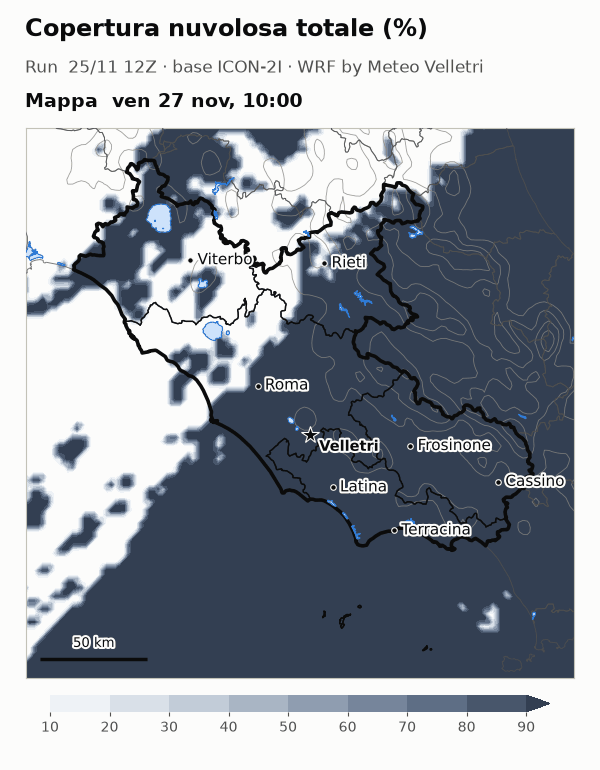 Copertura nuvolosa totale (%)
Run  25/11 12Z · base ICON-2I · WRF by Meteo Velletri
Mappa  ven 27 nov, 10:00
Viterbo
Rieti
Roma
Velletri
Frosinone
Cassino
Latina
Terracina
50 km
10 20 30 40 50 60 70 80 90